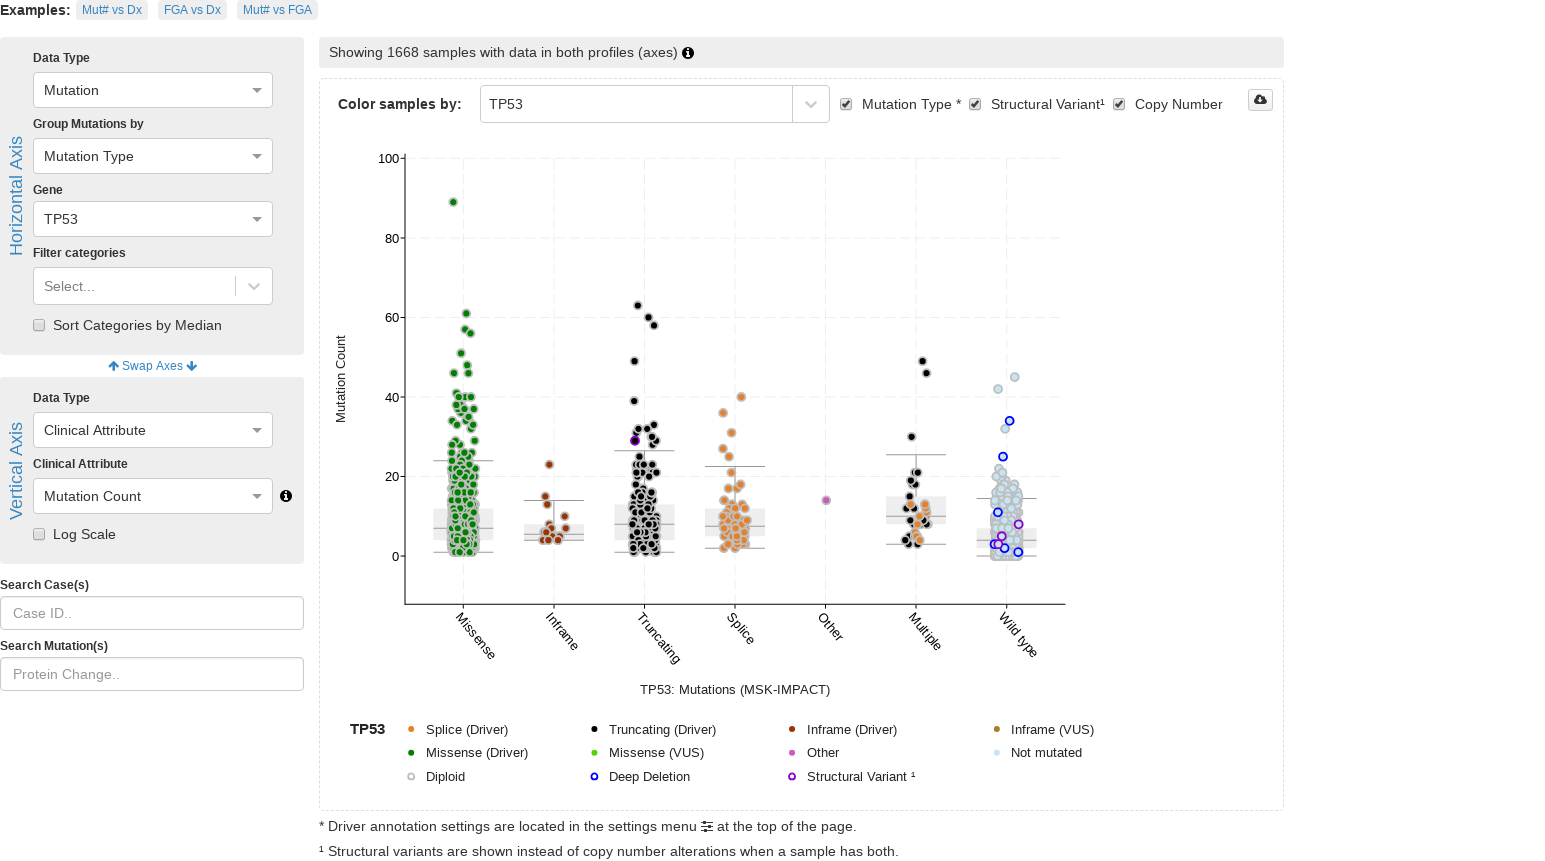 Examples: Mut# vs Dx FGA vs Dx Mut# vs FGA
Data Type
Mutation
Group Mutations by
Mutation Type
Horizontal Axis
Gene
TP53
Filter categories
Select...
Sort Categories by Median
Swap Axes
Data Type
Clinical Attribute
Vertical Axis
Clinical Attribute
Mutation Count
Log Scale
Search Case(s)
Case ID..
Search Mutation(s)
Protein Change..
Showing 1668 samples with data in both profiles (axes)
Color samples by: TP53 Mutation Type * Structural Variant¹ Copy Number
100
80
60
40
20
0
Mutation Count
Missense
Inframe
Truncating
Splice
Other
Multiple
Wild type
TP53: Mutations (MSK-IMPACT)
TP53 Splice (Driver) Truncating (Driver) Inframe (Driver) Inframe (VUS)
Missense (Driver) Missense (VUS) Other Not mutated
Diploid Deep Deletion Structural Variant ¹
* Driver annotation settings are located in the settings menu at the top of the page.
¹ Structural variants are shown instead of copy number alterations when a sample has both.